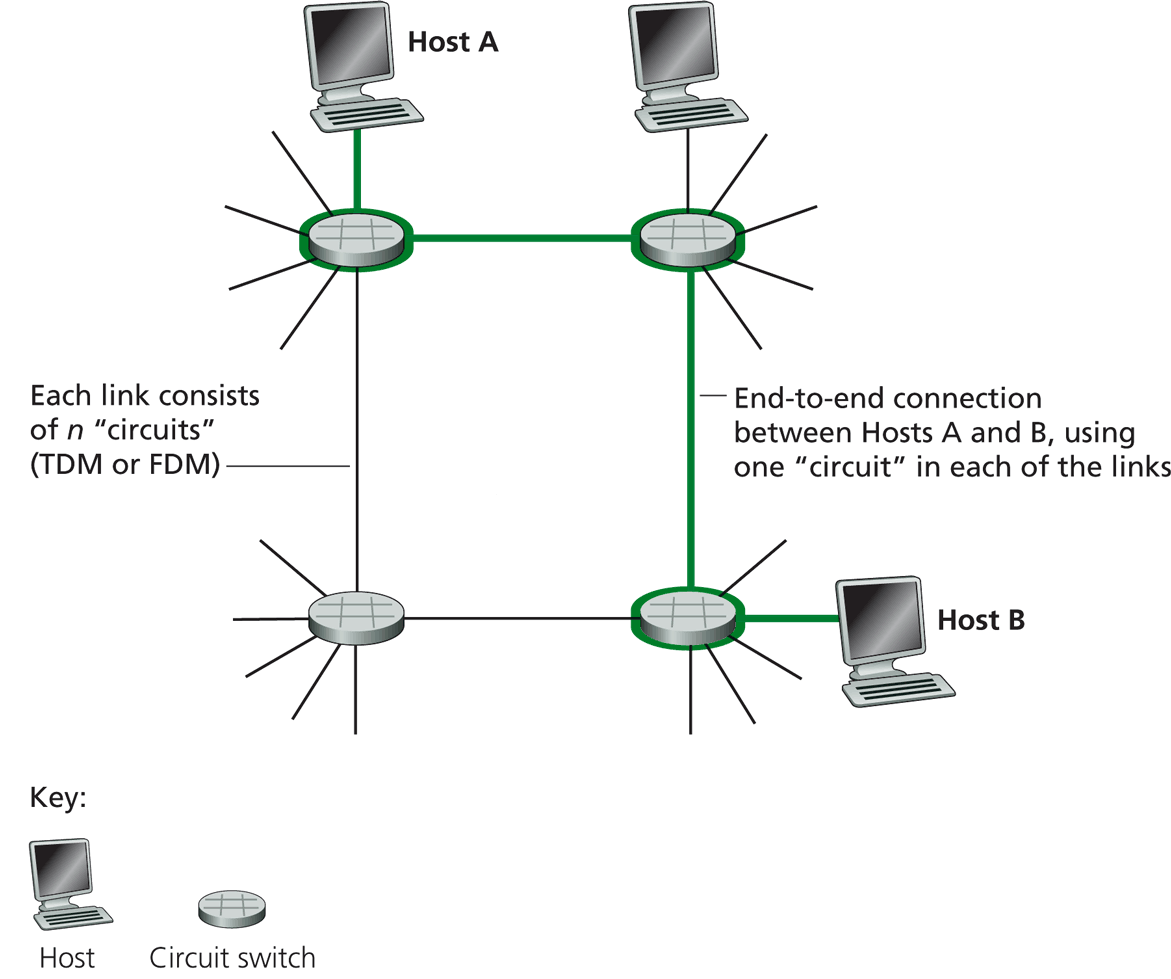 Host A
Each link consists
of n “circuits”
(TDM or FDM)
End-to-end connection
between Hosts A and B, using
one “circuit” in each of the links
Host B
Key:
Host
Circuit switch